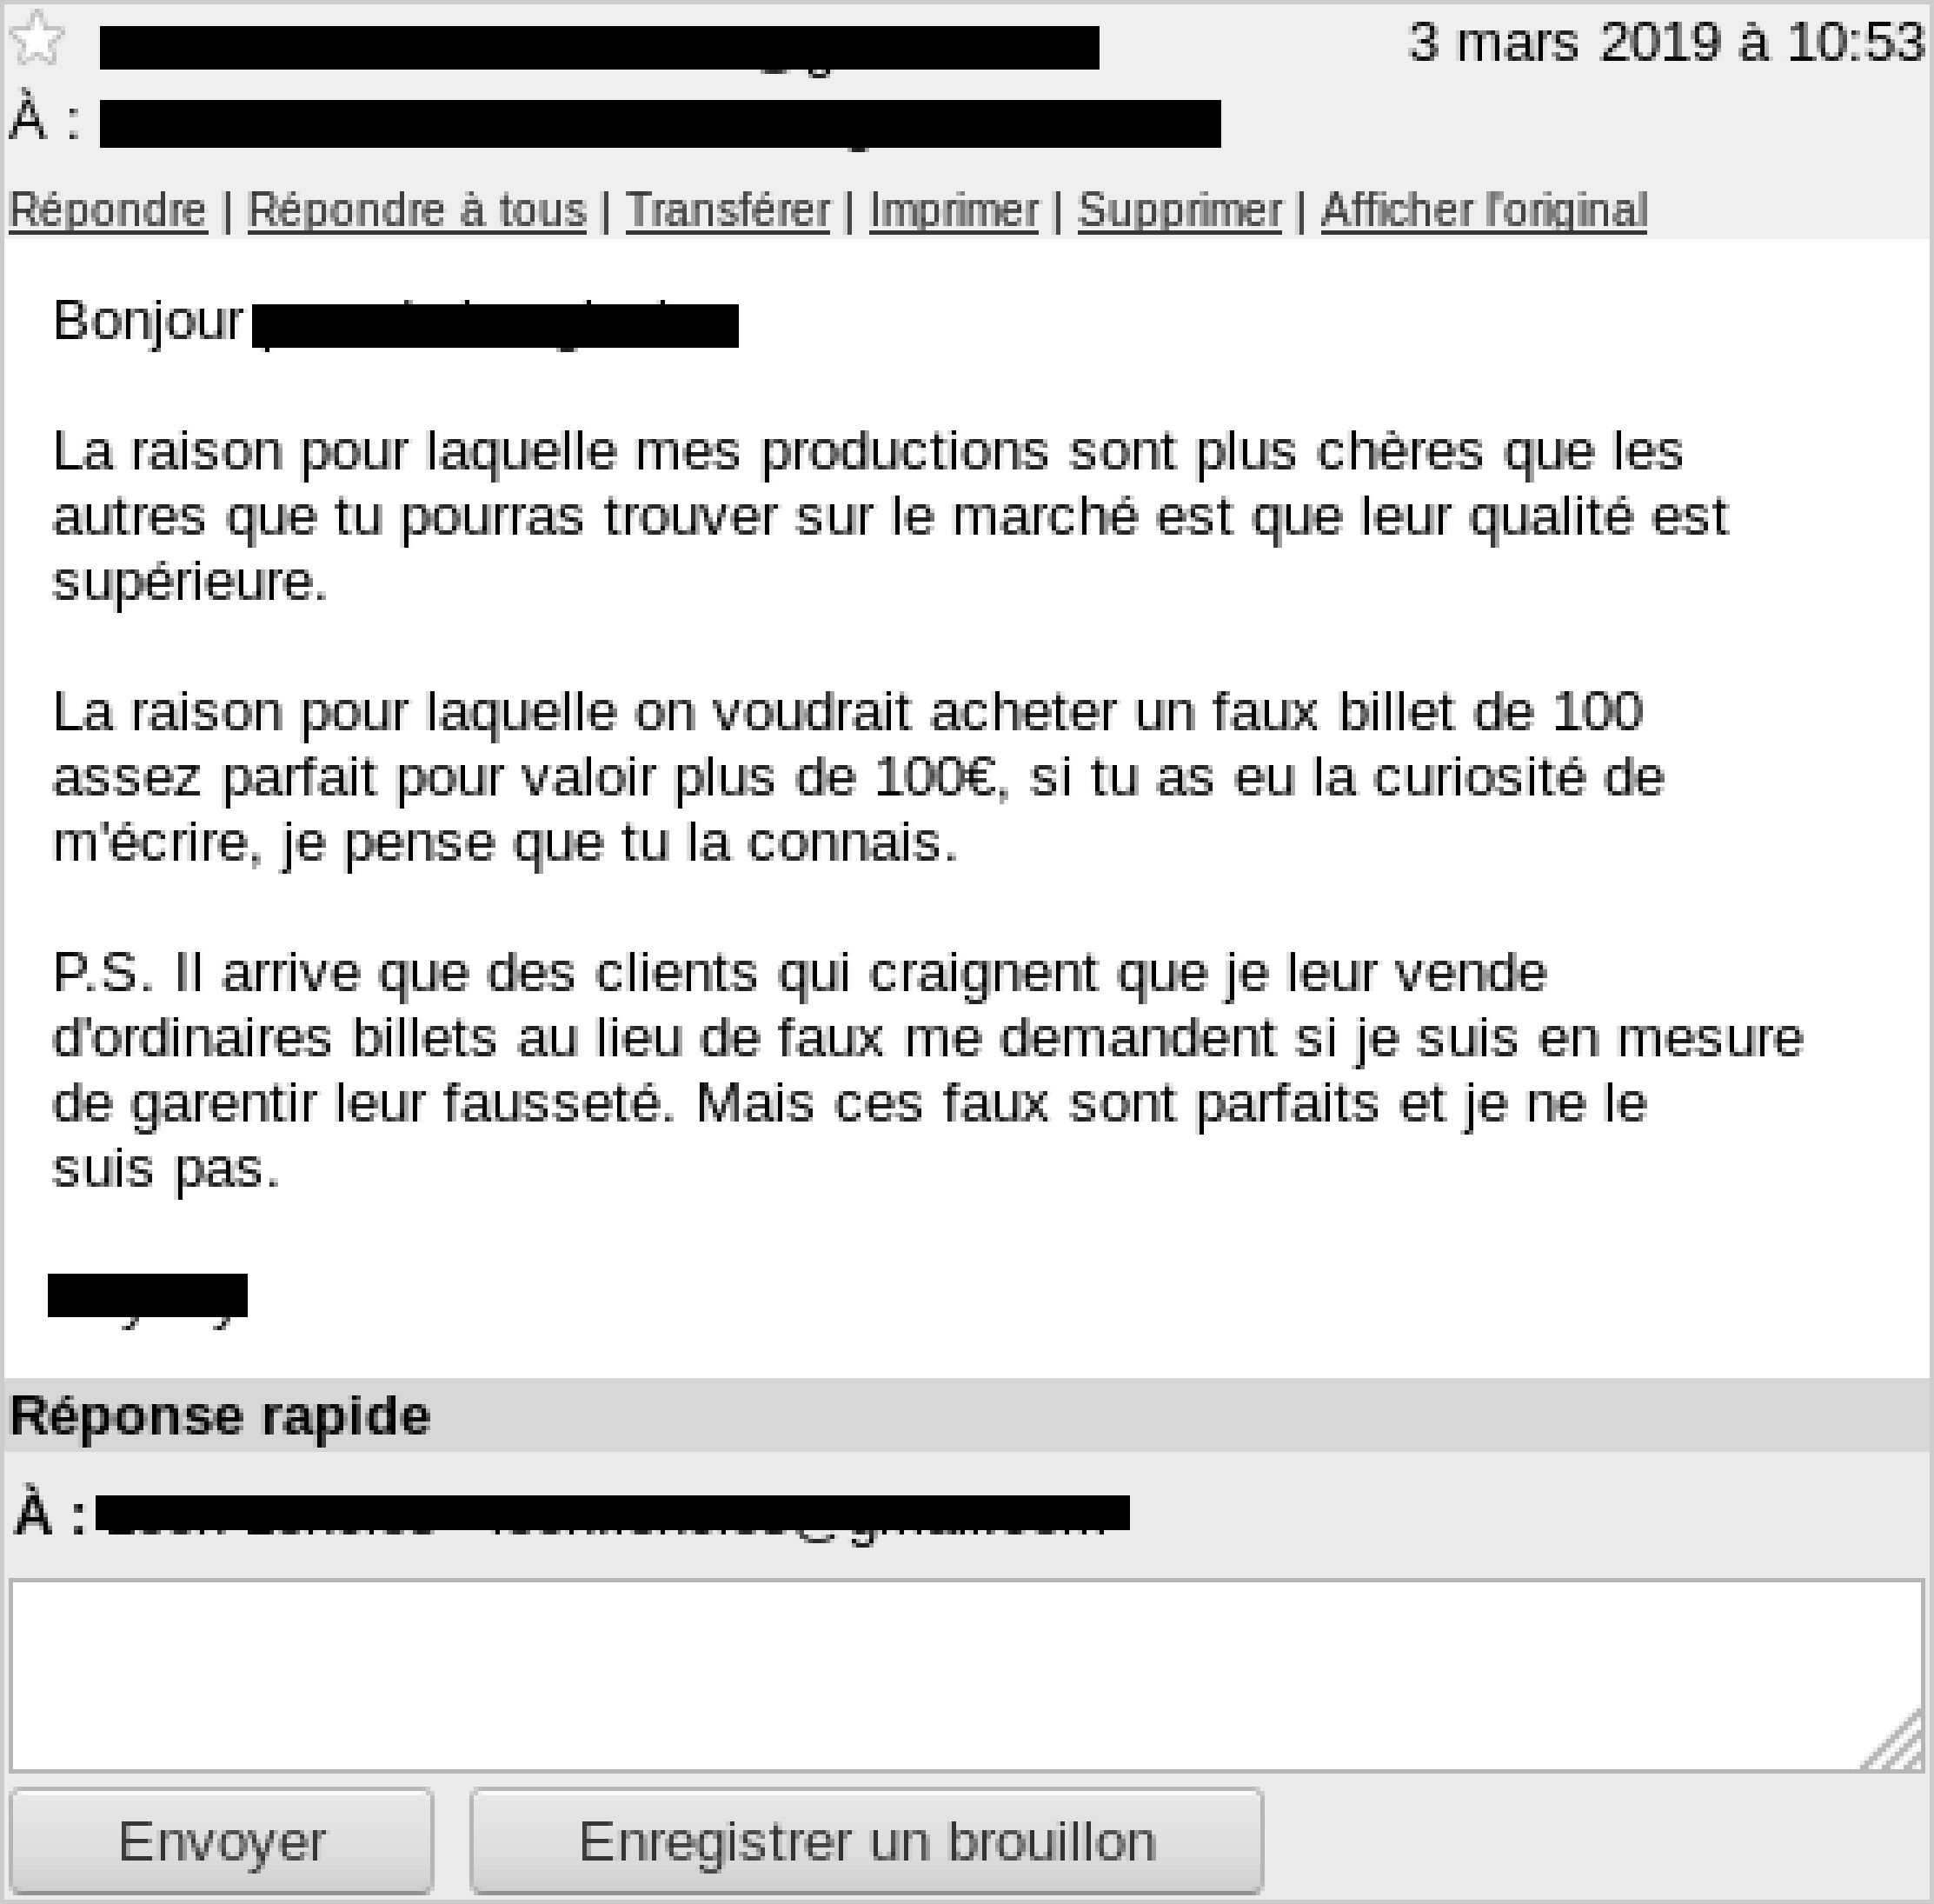 3 mars 2019 à 10:53
À :
Répondre | Répondre à tous | Transférer | Imprimer | Supprimer | Afficher l'original
Bonjour
La raison pour laquelle mes productions sont plus chères que les
autres que tu pourras trouver sur le marché est que leur qualité est
supérieure.
La raison pour laquelle on voudrait acheter un faux billet de 100
assez parfait pour valoir plus de 100€, si tu as eu la curiosité de
m'écrire, je pense que tu la connais.
P.S. Il arrive que des clients qui craignent que je leur vende
d'ordinaires billets au lieu de faux me demandent si je suis en mesure
de garentir leur fausseté. Mais ces faux sont parfaits et je ne le
suis pas.
Réponse rapide
À :
Envoyer
Enregistrer un brouillon